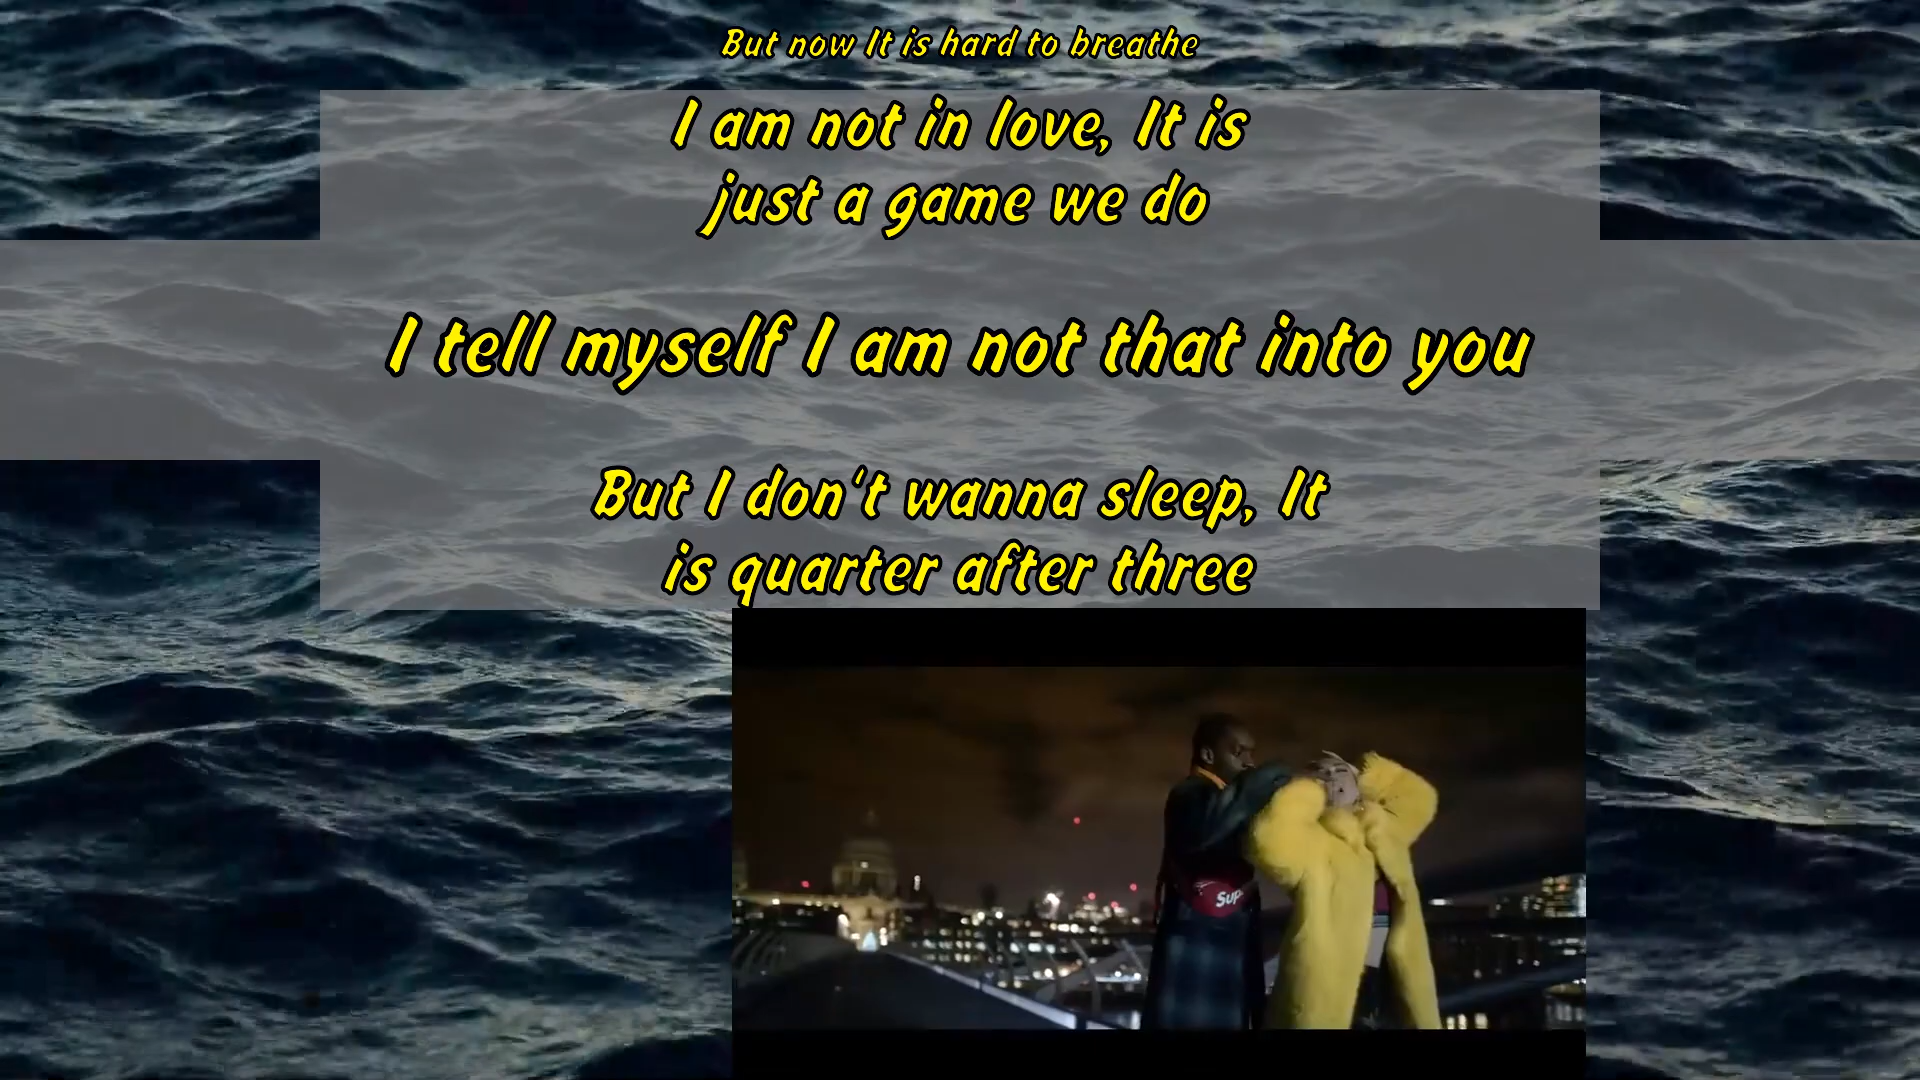 But now It is hard to breathe
I am not in love, It is
just a game we do
I tell myself I am not that into you
But I don't wanna sleep, It
is quarter after three
Sup